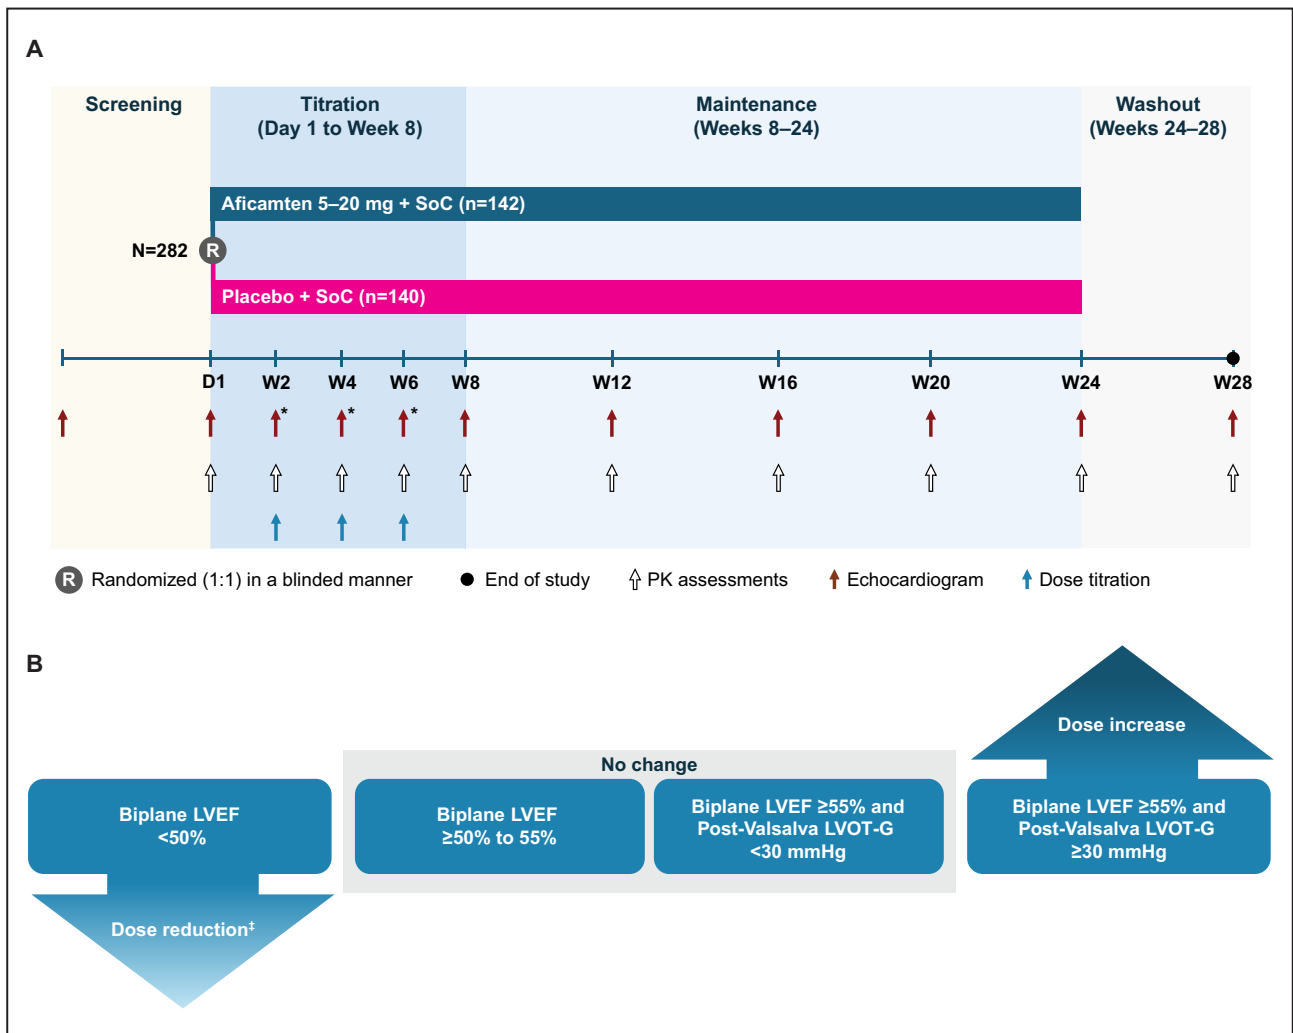 A
Screening
Titration
(Day 1 to Week 8)
Maintenance
(Weeks 8–24)
Washout
(Weeks 24–28)
Aficamten 5–20 mg + SoC (n=142)
N=282
R
Placebo + SoC (n=140)
D1 W2 W4 W6 W8 W12 W16 W20 W24 W28
* * *
R Randomized (1:1) in a blinded manner
End of study
PK assessments
Echocardiogram
Dose titration
B
Dose increase
No change
Biplane LVEF
<50%
Biplane LVEF
≥50% to 55%
Biplane LVEF ≥55% and
Post-Valsalva LVOT-G
<30 mmHg
Biplane LVEF ≥55% and
Post-Valsalva LVOT-G
≥30 mmHg
Dose reduction‡